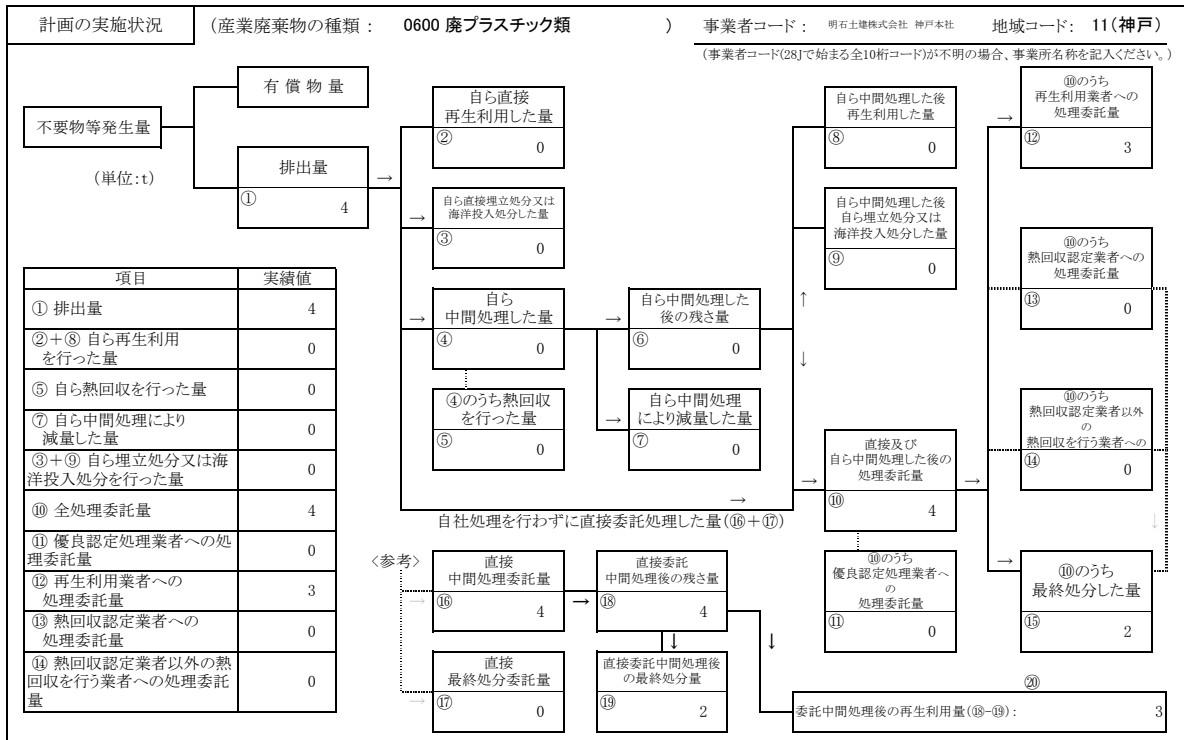 計画の実施状況 (産業廃棄物の種類： 0600 廃プラスチック類 ) 事業者コード： 明石土建株式会社 神戸本社 地域コード： 11(神戸)
(事業者コード(28Jで始まる全10桁コード)が不明の場合、事業所名称を記入ください。)
不要物等発生量
(単位:t)
有償物量
排出量
① 4
→
自ら直接
再生利用した量
② 0
→
自ら直接埋立処分又は
海洋投入処分した量
③ 0
→
自ら
中間処理した量
④ 0
④のうち熱回収
を行った量
⑤ 0
→
自ら中間処理した
後の残さ量
⑥ 0
→
自ら中間処理
により減量した量
⑦ 0
自ら中間処理した後
再生利用した量
⑧ 0
自ら中間処理した後
自ら埋立処分又は
海洋投入処分した量
⑨ 0
↑
↓
→
自社処理を行わずに直接委託処理した量(⑯+⑰)
→
直接及び
自ら中間処理した後の
処理委託量
⑩ 4
→
⑩のうち
優良認定処理業者へ
の
処理委託量
⑪ 0
→
⑩のうち
再生利用業者への
処理委託量
⑫ 3
⑩のうち
熱回収認定業者への
処理委託量
⑬ 0
⑩のうち
熱回収認定業者以外
の
熱回収を行う業者への
⑭ 0
↓
→
⑩のうち
最終処分した量
⑮ 2
項目 実績値
① 排出量 4
②+⑧ 自ら再生利用
を行った量 0
⑤ 自ら熱回収を行った量 0
⑦ 自ら中間処理により
減量した量 0
③+⑨ 自ら埋立処分又は海
洋投入処分を行った量 0
⑩ 全処理委託量 4
⑪ 優良認定処理業者への処
理委託量 0
⑫ 再生利用業者への
処理委託量 3
⑬ 熱回収認定業者への
処理委託量 0
⑭ 熱回収認定業者以外の熱
回収を行う業者への処理委託
量 0
〈参考〉
→
直接
中間処理委託量
⑯ 4
→
直接委託
中間処理後の残さ量
⑱ 4
→
直接
最終処分委託量
⑰ 0
↓
直接委託中間処理後
の最終処分量
⑲ 2
↓
⑳
委託中間処理後の再生利用量(⑱-⑲)： 3